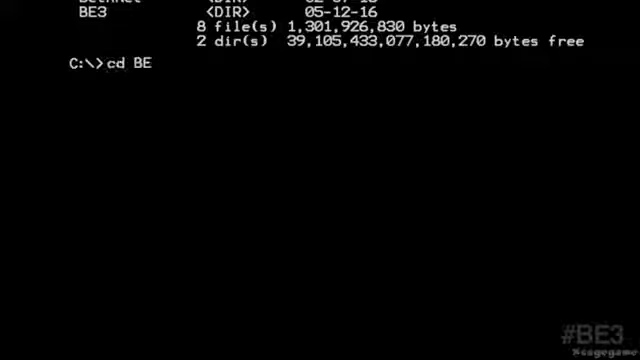 BE3 <DIR> 05-12-16
8 file(s) 1,301,926,830 bytes
2 dir(s) 39,105,433,077,180,270 bytes free
C:\>cd BE
#BE3